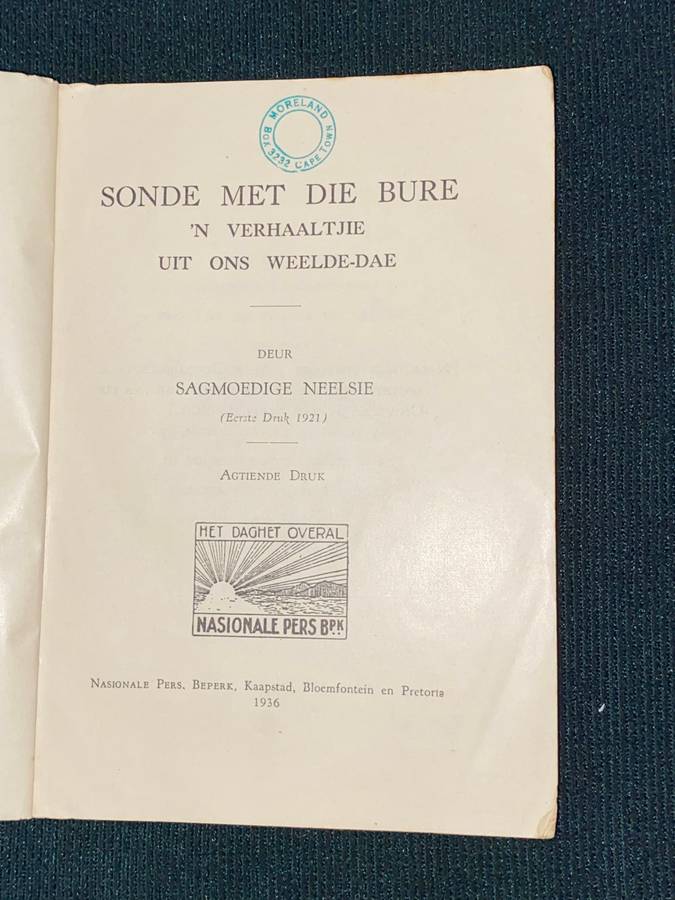 MORELAND
BOX 3232 CAPE TOWN
SONDE MET DIE BURE
'N VERHAALTJIE
UIT ONS WEELDE-DAE
DEUR
SAGMOEDIGE NEELSIE
(Eerste Druk 1921)
AGTIENDE DRUK
HET DAGHET OVERAL
NASIONALE PERS BPK
NASIONALE PERS, BEPERK, Kaapstad, Bloemfontein en Pretoria
1936